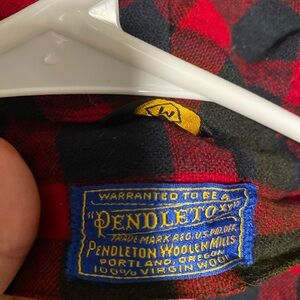 M
WARRANTED TO BE A
"PENDLETON"
TRADE MARK REG. U.S. PAT. OFF.
PENDLETON WOOLEN MILLS
PORTLAND, OREGON
100% VIRGIN WOOL